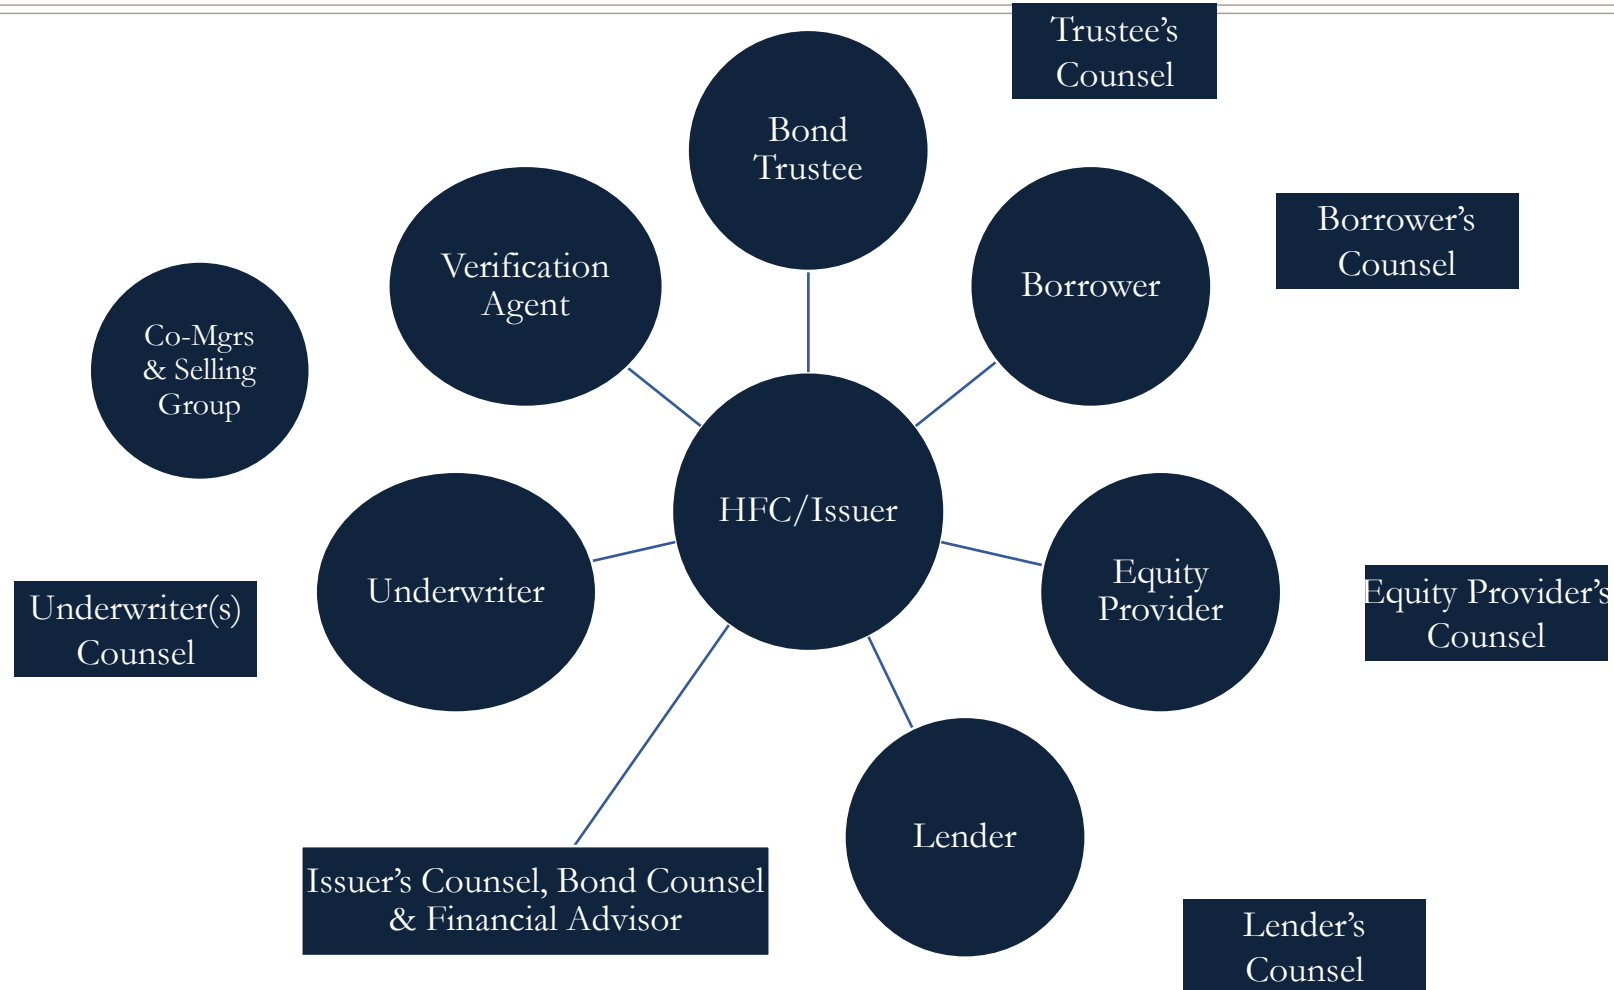 Trustee’s
Counsel
Bond
Trustee
Borrower’s
Counsel
Verification
Agent
Borrower
Co-Mgrs
& Selling
Group
HFC/Issuer
Underwriter
Equity
Provider
Underwriter(s)
Counsel
Equity Provider’s
Counsel
Lender
Issuer’s Counsel, Bond Counsel
& Financial Advisor
Lender’s
Counsel